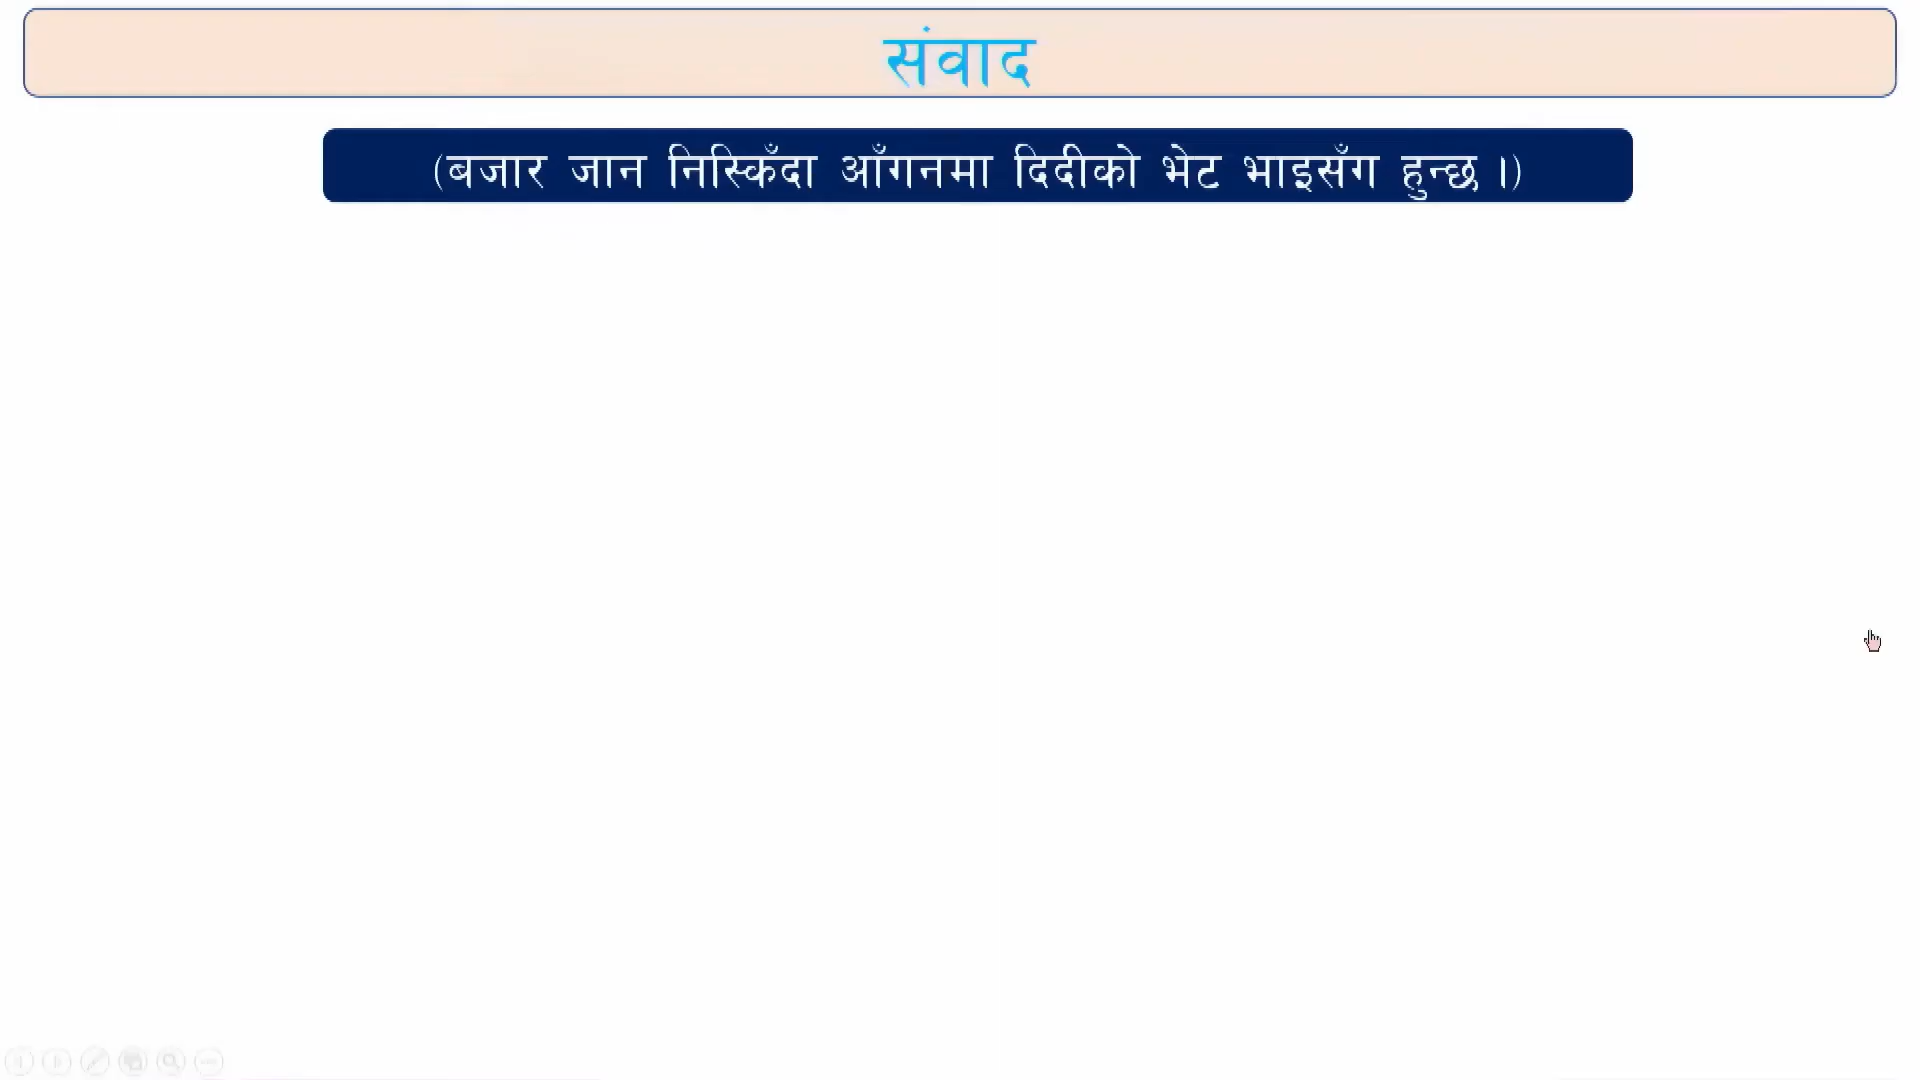 संवाद
(बजार जान निस्किँदा आँगनमा दिदीको भेट भाइसँग हुन्छ ।)